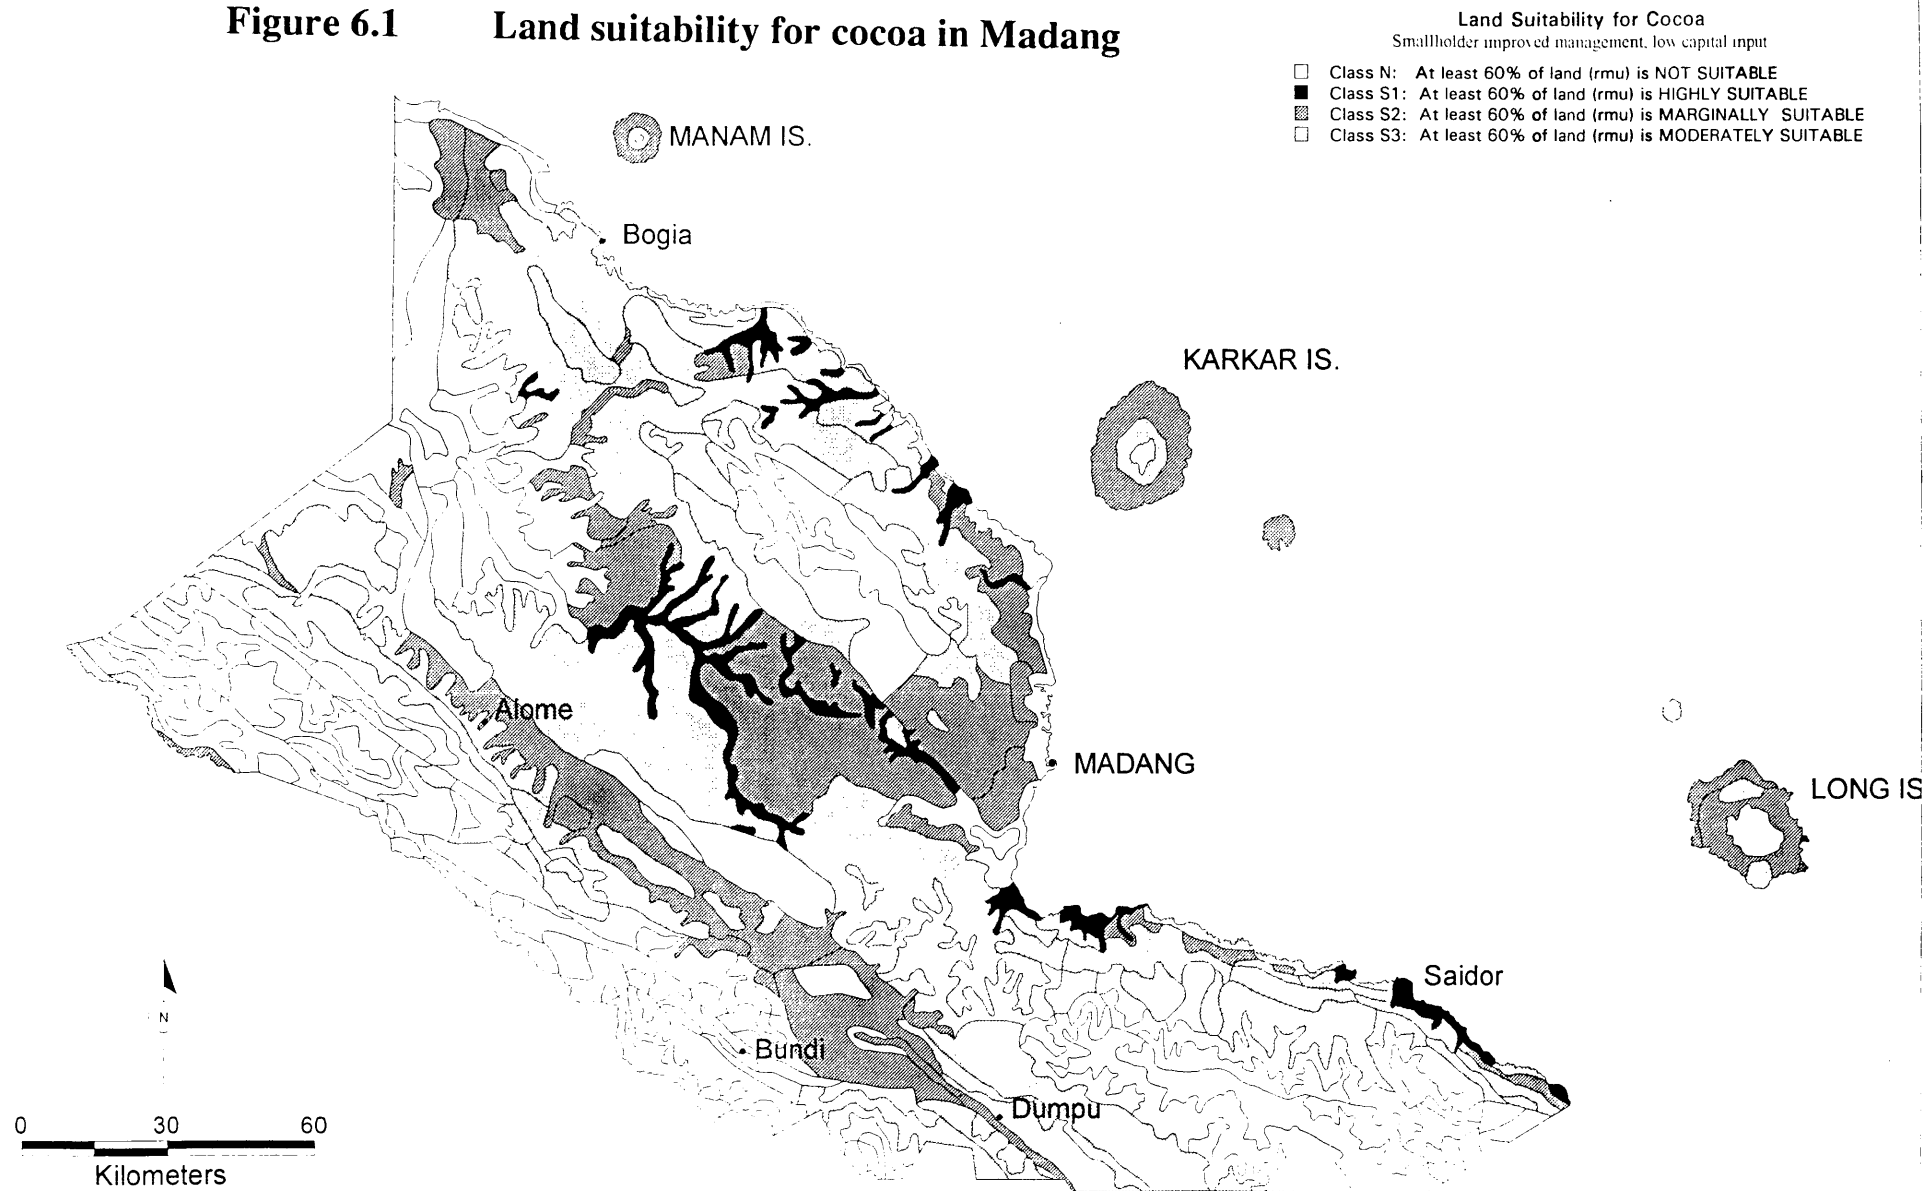 Figure 6.1 Land suitability for cocoa in Madang
Land Suitability for Cocoa
Smallholder improved management, low capital input
Class N: At least 60% of land (rmu) is NOT SUITABLE
Class S1: At least 60% of land (rmu) is HIGHLY SUITABLE
Class S2: At least 60% of land (rmu) is MARGINALLY SUITABLE
Class S3: At least 60% of land (rmu) is MODERATELY SUITABLE
MANAM IS.
Bogia
KARKAR IS.
Alome
MADANG
LONG IS
Saidor
N
Bundi
Dumpu
0 30 60
Kilometers